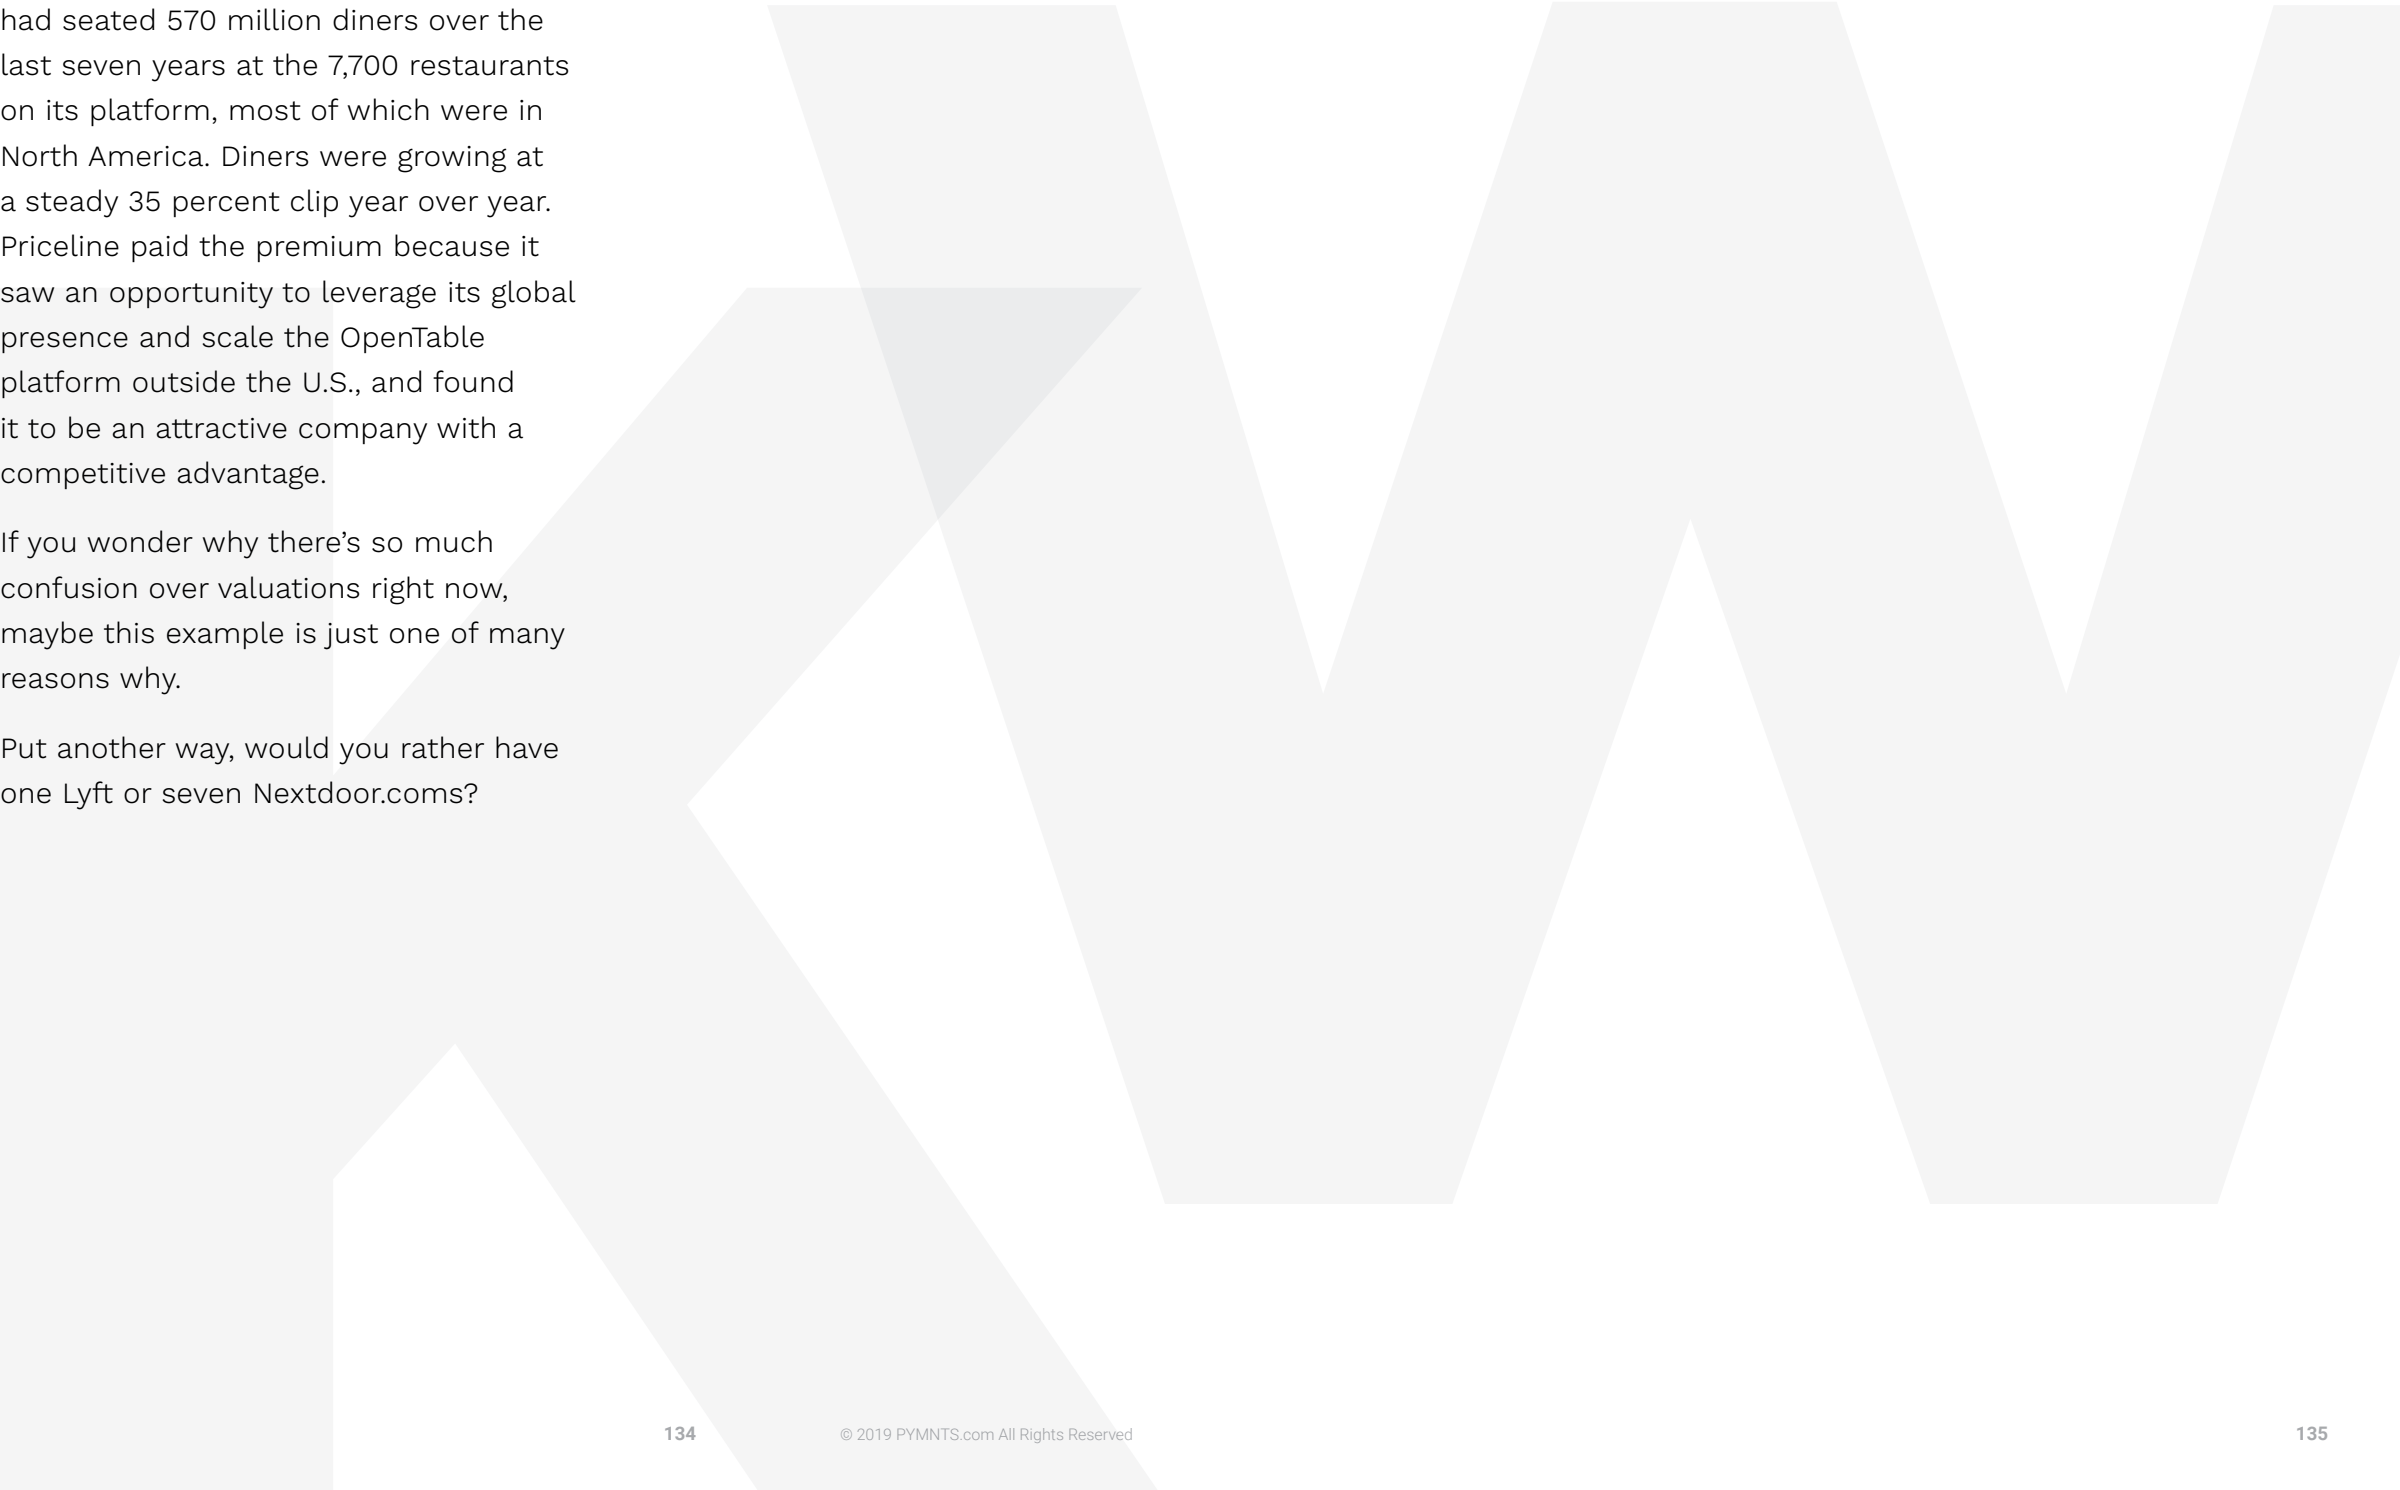 had seated 570 million diners over the
last seven years at the 7,700 restaurants
on its platform, most of which were in
North America. Diners were growing at
a steady 35 percent clip year over year.
Priceline paid the premium because it
saw an opportunity to leverage its global
presence and scale the OpenTable
platform outside the U.S., and found
it to be an attractive company with a
competitive advantage.
If you wonder why there’s so much
confusion over valuations right now,
maybe this example is just one of many
reasons why.
Put another way, would you rather have
one Lyft or seven Nextdoor.coms?
KW
134
© 2019 PYMNTS.com All Rights Reserved
135